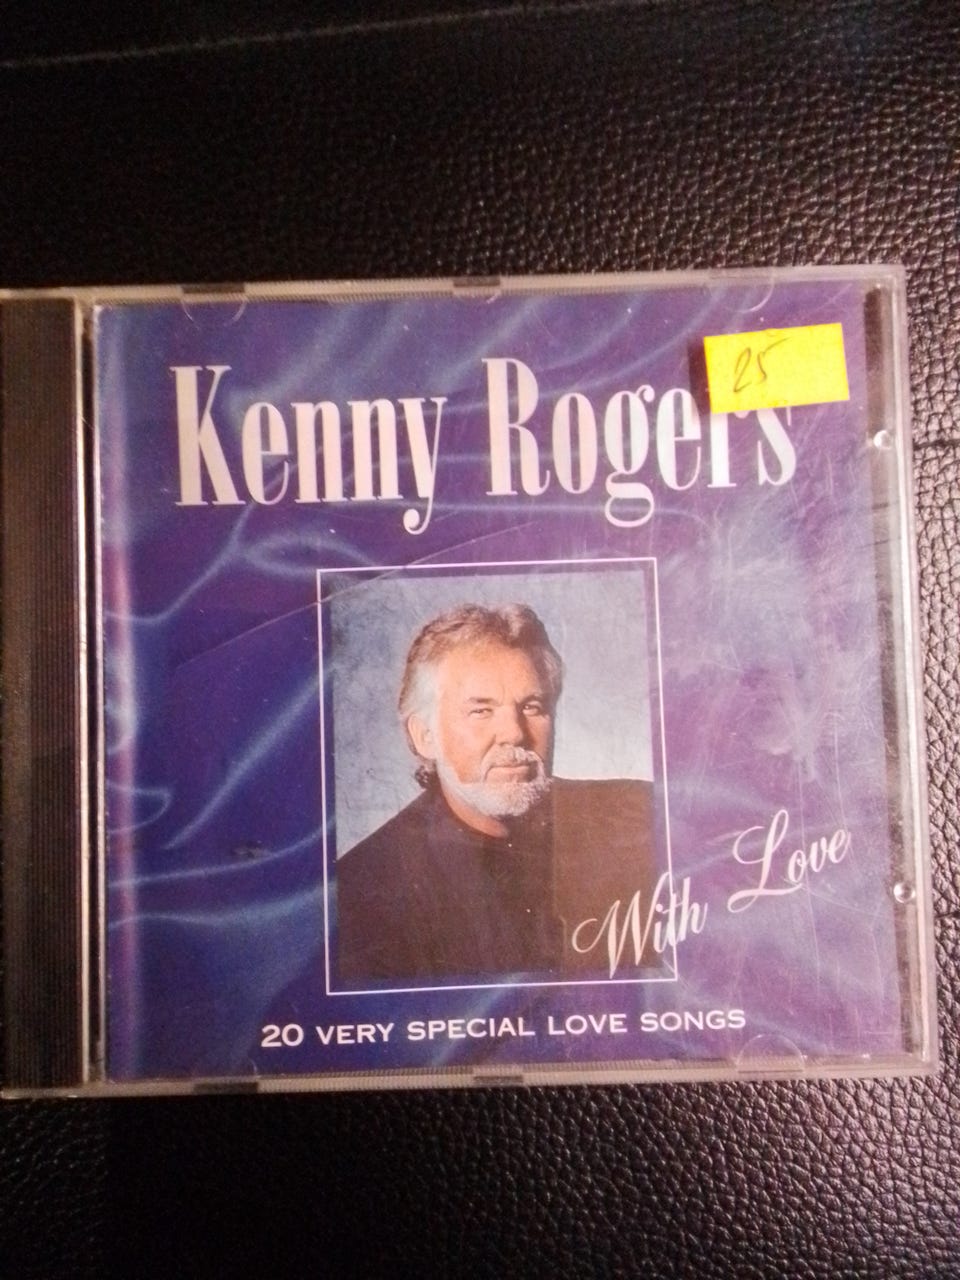 25
Kenny Rogers
With Love
20 VERY SPECIAL LOVE SONGS